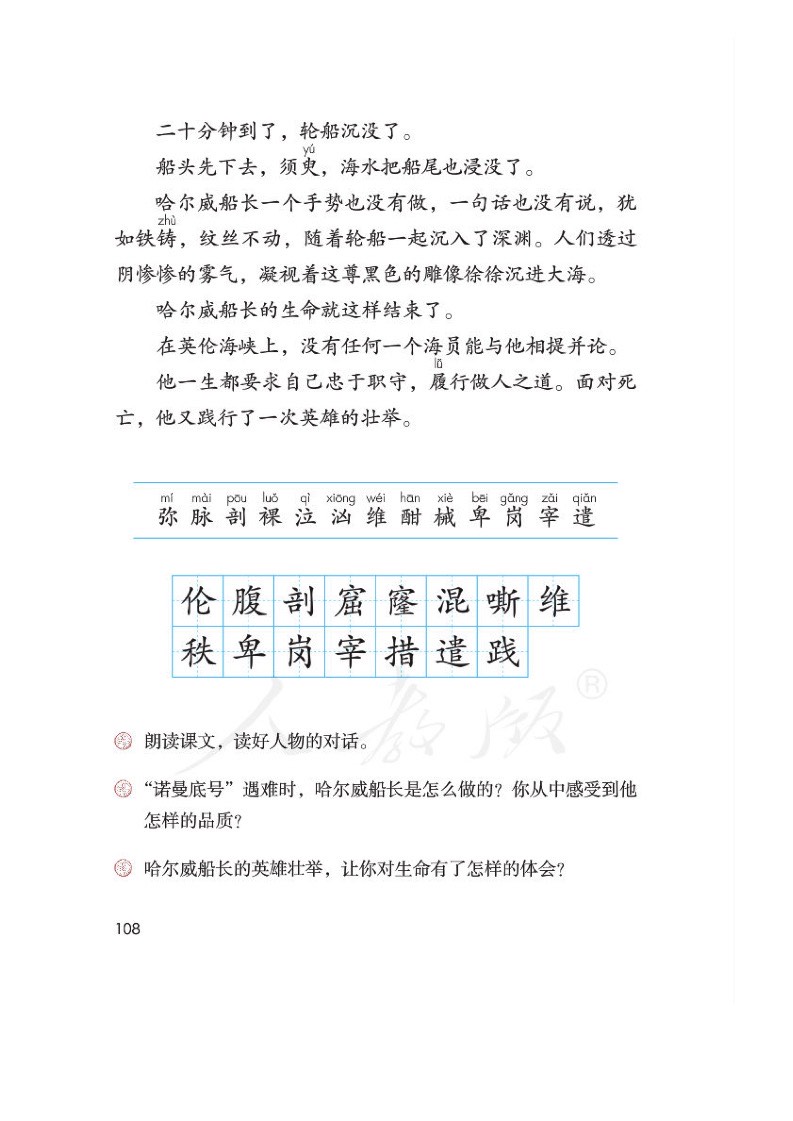 二十分钟到了，轮船沉没了。
yú
船头先下去，须臾，海水把船尾也浸没了。
哈尔威船长一个手势也没有做，一句话也没有说，犹
zhù
如铁铸，纹丝不动，随着轮船一起沉入了深渊。人们透过
阴惨惨的雾气，凝视着这尊黑色的雕像徐徐沉进大海。
哈尔威船长的生命就这样结束了。
在英伦海峡上，没有任何一个海员能与他相提并论。
lǚ
他一生都要求自己忠于职守，履行做人之道。面对死
亡，他又践行了一次英雄的壮举。
mí mài pōu luǒ qì xiōng wéi hān xiè bēi gǎng zǎi qiǎn
弥 脉 剖 裸 泣 汹 维 酣 械 卑 岗 宰 遣
伦 腹 剖 窟 窿 混 嘶 维
秩 卑 岗 宰 措 遣 践
人教版®
朗读课文，读好人物的对话。
“诺曼底号”遇难时，哈尔威船长是怎么做的？你从中感受到他
怎样的品质？
哈尔威船长的英雄壮举，让你对生命有了怎样的体会？
108